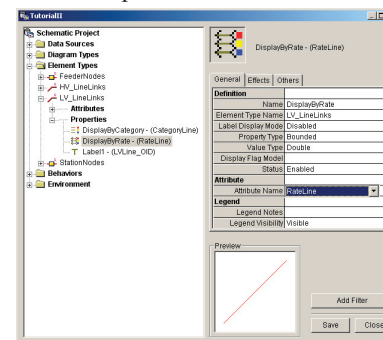 TutorialII
Schematic Project
Data Sources
Diagram Types
Element Types
FeederNodes
HV_LineLinks
LV_LineLinks
Attributes
Properties
DisplayByCategory - (CategoryLine)
DisplayByRate - (RateLine)
Label1 - (LVLine_OID)
StationNodes
Behaviors
Environment
DisplayByRate - (RateLine)
General Effects Others
Definition
Name DisplayByRate
Element Type Name LV_LineLinks
Label Display Mode Disabled
Property Type Bounded
Value Type Double
Display Flag Model
Status Enabled
Attribute
Attribute Name RateLine
Legend
Legend Notes
Legend Visibility Visible
Preview
Add Filter
Save Close